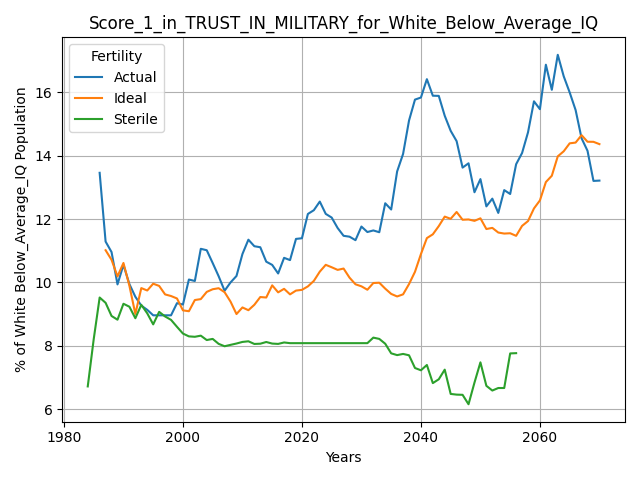 Score_1_in_TRUST_IN_MILITARY_for_White_Below_Average_IQ
Fertility
Actual
Ideal
Sterile
% of White Below_Average_IQ Population
16
14
12
10
8
6
1980
2000
2020
2040
2060
Years